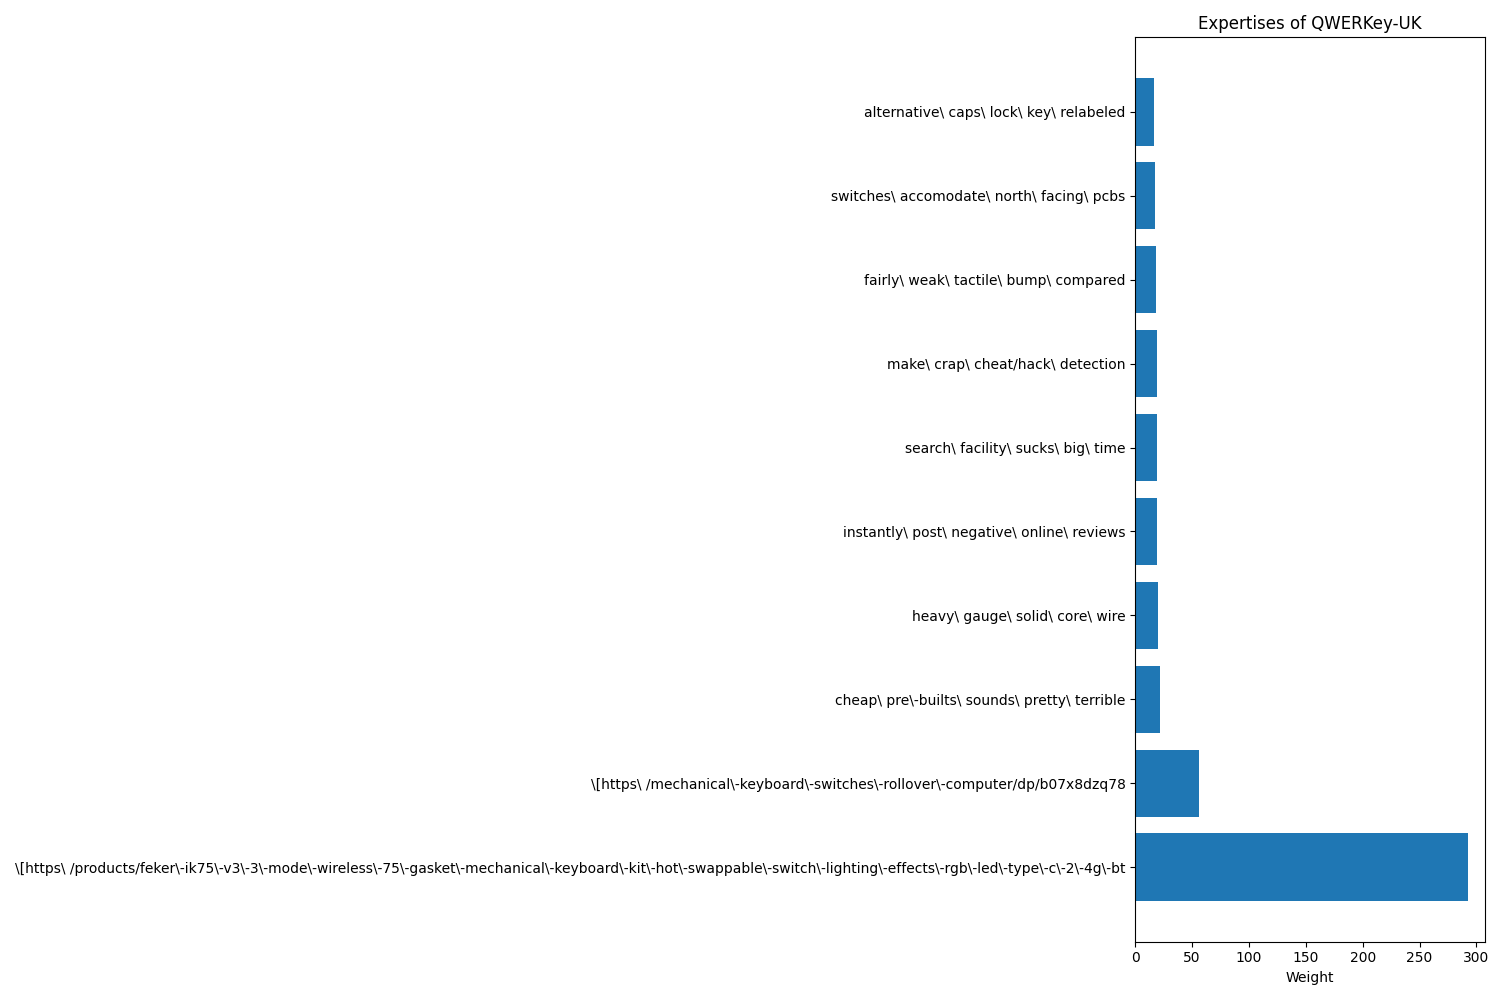 Expertises of QWERKey-UK
alternative\ caps\ lock\ key\ relabeled
switches\ accomodate\ north\ facing\ pcbs
fairly\ weak\ tactile\ bump\ compared
make\ crap\ cheat/hack\ detection
search\ facility\ sucks\ big\ time
instantly\ post\ negative\ online\ reviews
heavy\ gauge\ solid\ core\ wire
cheap\ pre\-builts\ sounds\ pretty\ terrible
\[https\ /mechanical\-keyboard\-switches\-rollover\-computer/dp/b07x8dzq78
\[https\ /products/feker\-ik75\-v3\-3\-mode\-wireless\-75\-gasket\-mechanical\-keyboard\-kit\-hot\-swappable\-switch\-lighting\-effects\-rgb\-led\-type\-c\-2\-4g\-bt
0 50 100 150 200 250 300
Weight